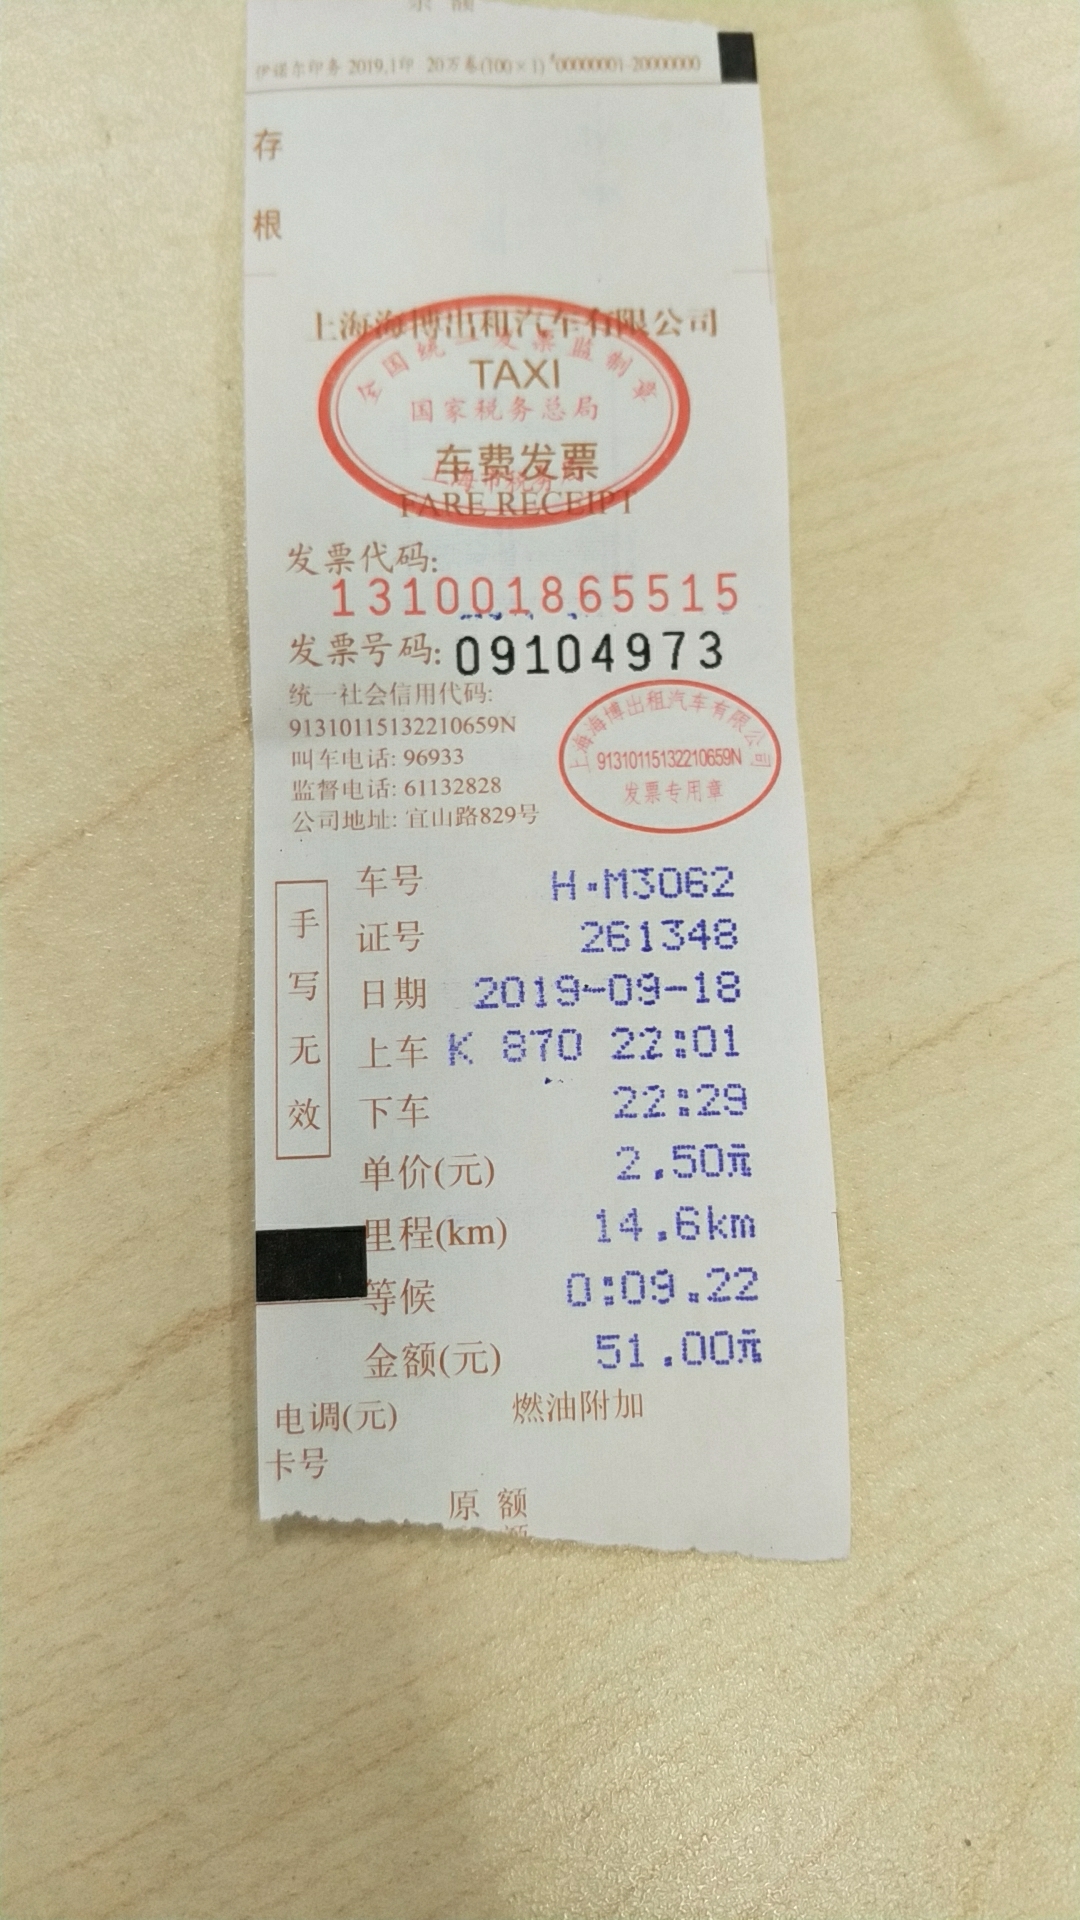 伊诺尔印务 2019.1印 20万卷(100×1) 00000001-20000000
存
根
上海海博出租汽车有限公司
全国统一发票监制章
TAXI
国家税务总局
车费发票
上海市税务局
FARE RECEIPT
发票代码:
131001865515
发票号码: 09104973
统一社会信用代码:
91310115132210659N
叫车电话: 96933
监督电话: 61132828
公司地址: 宜山路829号
上海海博出租汽车有限公司
91310115132210659N
发票专用章
手写无效
车号 H·M3062
证号 261348
日期 2019-09-18
上车 K 870 22:01
下车 22:29
单价(元) 2.50元
里程(km) 14.6km
等候 0:09.22
金额(元) 51.00元
电调(元) 燃油附加
卡号
原 额